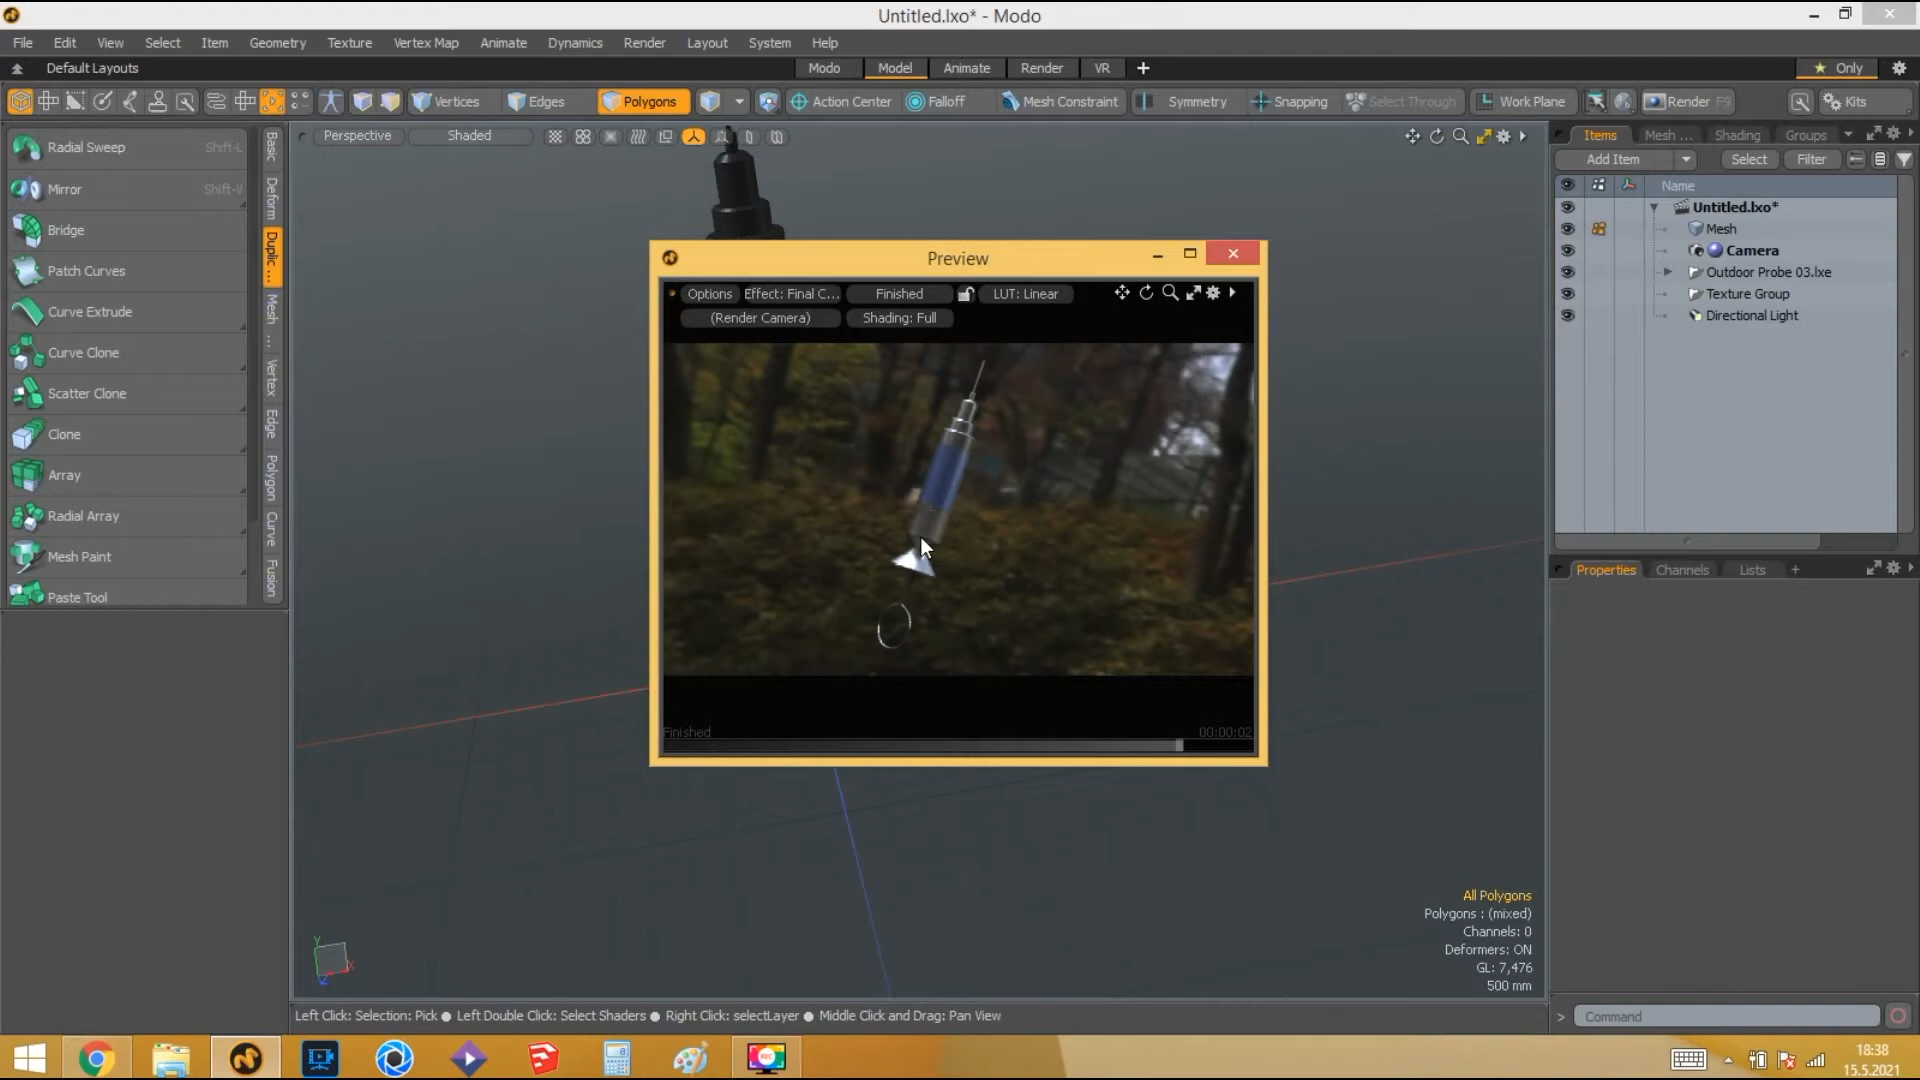 Untitled.lxo* - Modo
File Edit View Select Item Geometry Texture Vertex Map Animate Dynamics Render Layout System Help
Default Layouts Modo Model Animate Render VR + ★ Only
Vertices Edges Polygons Action Center Falloff Mesh Constraint Symmetry Snapping Select Through Work Plane Render F9 Kits
Perspective Shaded
Radial Sweep Shift-L
Mirror Shift-V
Bridge
Patch Curves
Curve Extrude
Curve Clone
Scatter Clone
Clone
Array
Radial Array
Mesh Paint
Paste Tool
Basic
Deform
Duplic ...
Mesh ...
Vertex
Edge
Polygon
Curve
Fusion
Preview
Options Effect: Final C... Finished LUT: Linear
(Render Camera) Shading: Full
Finished 00:00:02
Items Mesh ... Shading Groups
Add Item Select Filter
Name
Untitled.lxo*
Mesh
Camera
Outdoor Probe 03.lxe
Texture Group
Directional Light
Properties Channels Lists +
All Polygons
Polygons : (mixed)
Channels: 0
Deformers: ON
GL: 7,476
500 mm
Y
X
Z
Left Click: Selection: Pick ● Left Double Click: Select Shaders ● Right Click: selectLayer ● Middle Click and Drag: Pan View
> Command
REC
18:38
15.5.2021